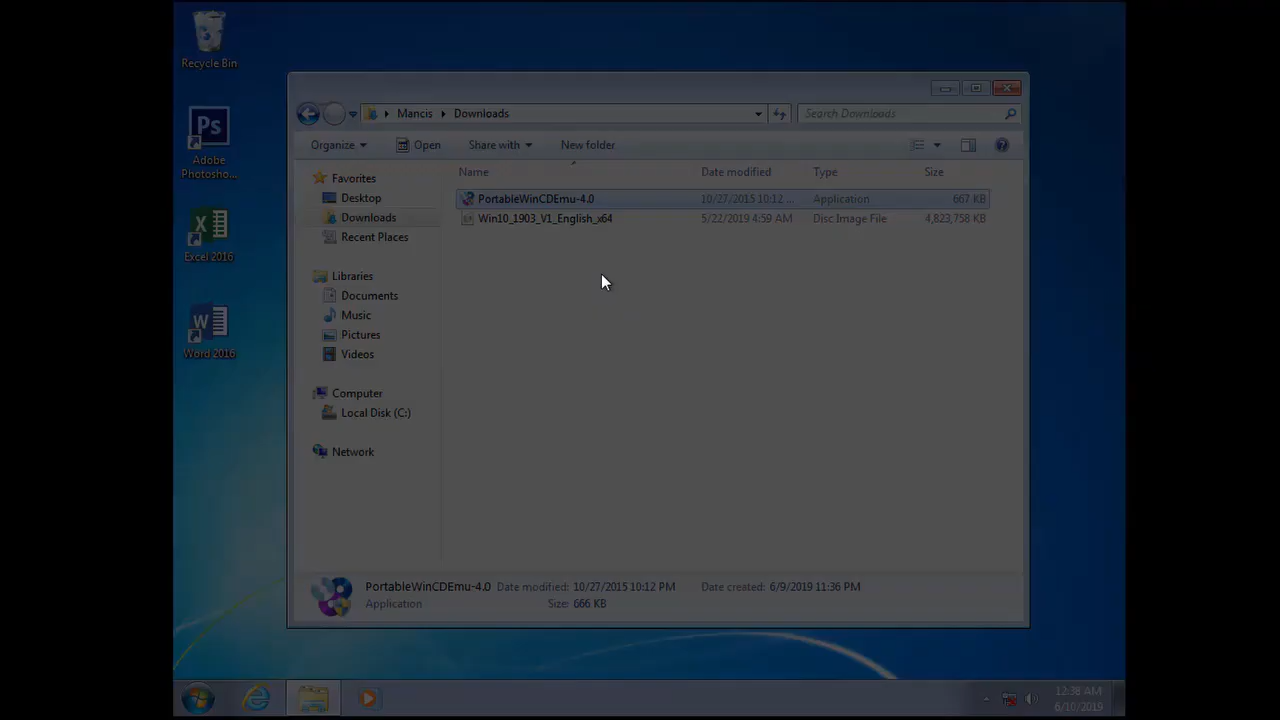 Recycle Bin
Ps
Adobe
Photosho...
Excel 2016
Word 2016
Mancis Downloads
Search Downloads
Organize Open Share with New folder
Name Date modified Type Size
PortableWinCDEmu-4.0 10/27/2015 10:12 ... Application 667 KB
Win10_1903_V1_English_x64 5/22/2019 4:59 AM Disc Image File 4,823,758 KB
Favorites
Desktop
Downloads
Recent Places
Libraries
Documents
Music
Pictures
Videos
Computer
Local Disk (C:)
Network
PortableWinCDEmu-4.0 Date modified: 10/27/2015 10:12 PM Date created: 6/9/2019 11:36 PM
Application Size: 666 KB
12:38 AM
6/10/2019